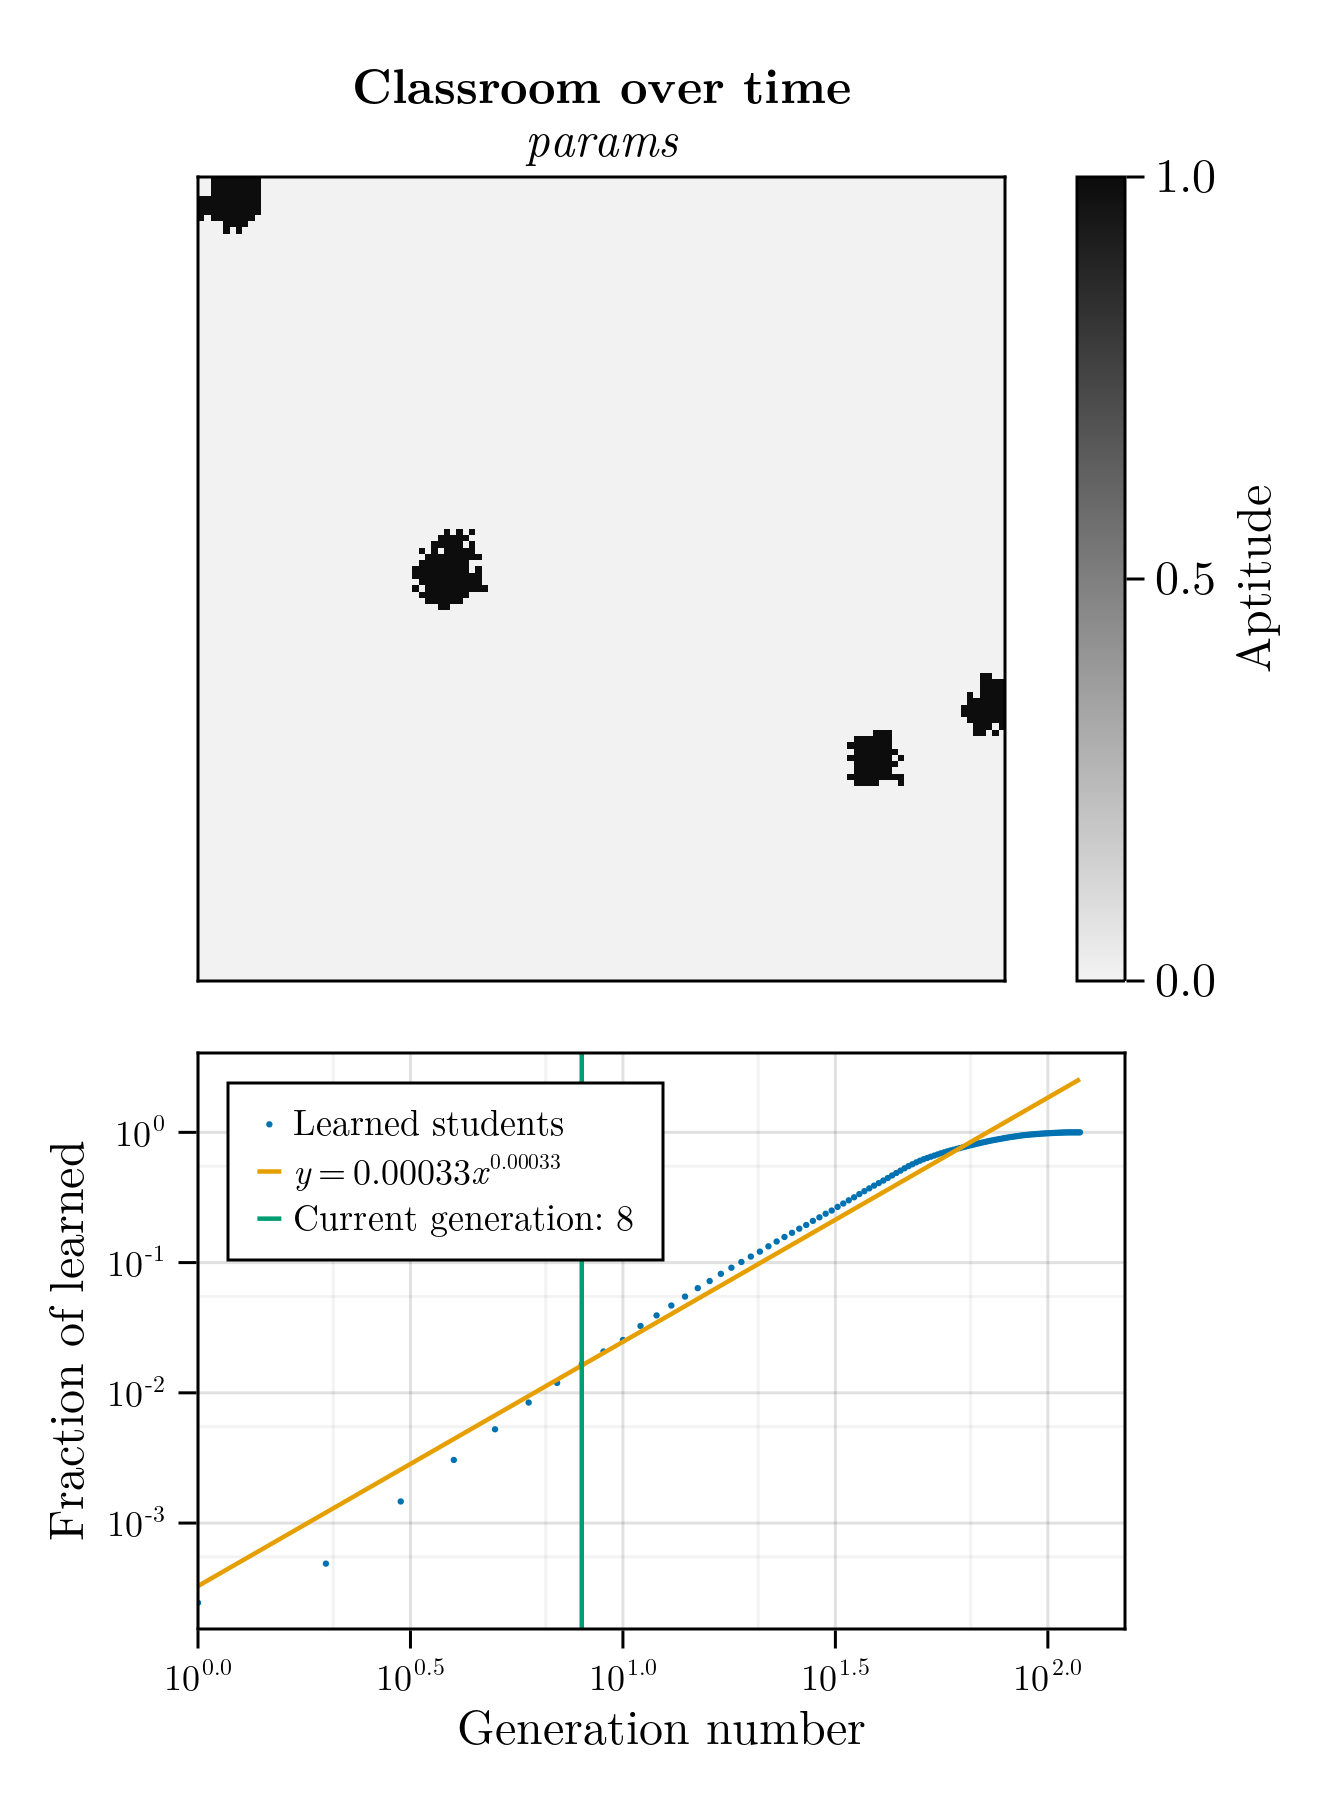 Classroom over time
params
1.0
0.5
0.0
Aptitude
Learned students
y = 0.00033x^0.00033
Current generation: 8
10^0
10^-1
10^-2
10^-3
Fraction of learned
10^0.0 10^0.5 10^1.0 10^1.5 10^2.0
Generation number